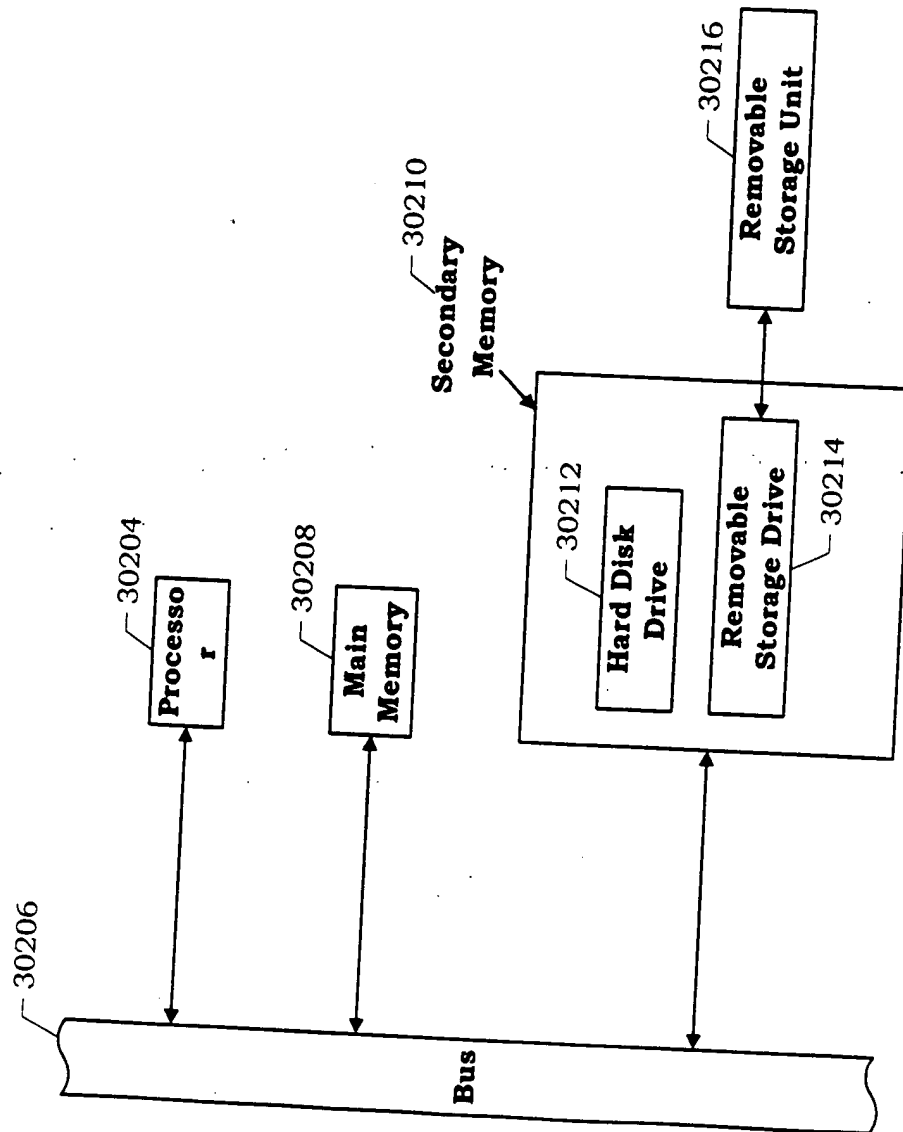 30206
Bus
30204
Processo
r
30208
Main
Memory
30210
Secondary
Memory
30212
Hard Disk
Drive
Removable
Storage Drive
30214
30216
Removable
Storage Unit